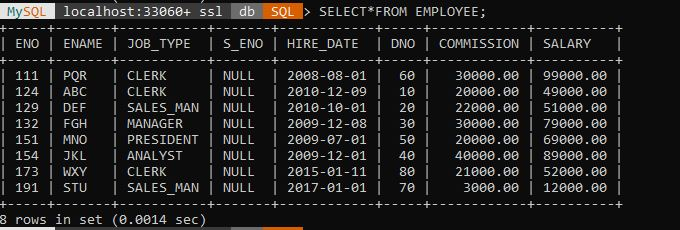 MySQL localhost:33060+ ssl db SQL > SELECT*FROM EMPLOYEE;
+-----+-------+-----------+-------+------------+-----+------------+----------+
| ENO | ENAME | JOB_TYPE | S_ENO | HIRE_DATE | DNO | COMMISSION | SALARY |
+-----+-------+-----------+-------+------------+-----+------------+----------+
| 111 | PQR | CLERK | NULL | 2008-08-01 | 60 | 30000.00 | 99000.00 |
| 124 | ABC | CLERK | NULL | 2010-12-09 | 10 | 20000.00 | 49000.00 |
| 129 | DEF | SALES_MAN | NULL | 2010-10-01 | 20 | 22000.00 | 51000.00 |
| 132 | FGH | MANAGER | NULL | 2009-12-08 | 30 | 30000.00 | 79000.00 |
| 151 | MNO | PRESIDENT | NULL | 2009-07-01 | 50 | 20000.00 | 69000.00 |
| 154 | JKL | ANALYST | NULL | 2009-12-01 | 40 | 40000.00 | 89000.00 |
| 173 | WXY | CLERK | NULL | 2015-01-11 | 80 | 21000.00 | 52000.00 |
| 191 | STU | SALES_MAN | NULL | 2017-01-01 | 70 | 3000.00 | 12000.00 |
+-----+-------+-----------+-------+------------+-----+------------+----------+
8 rows in set (0.0014 sec)